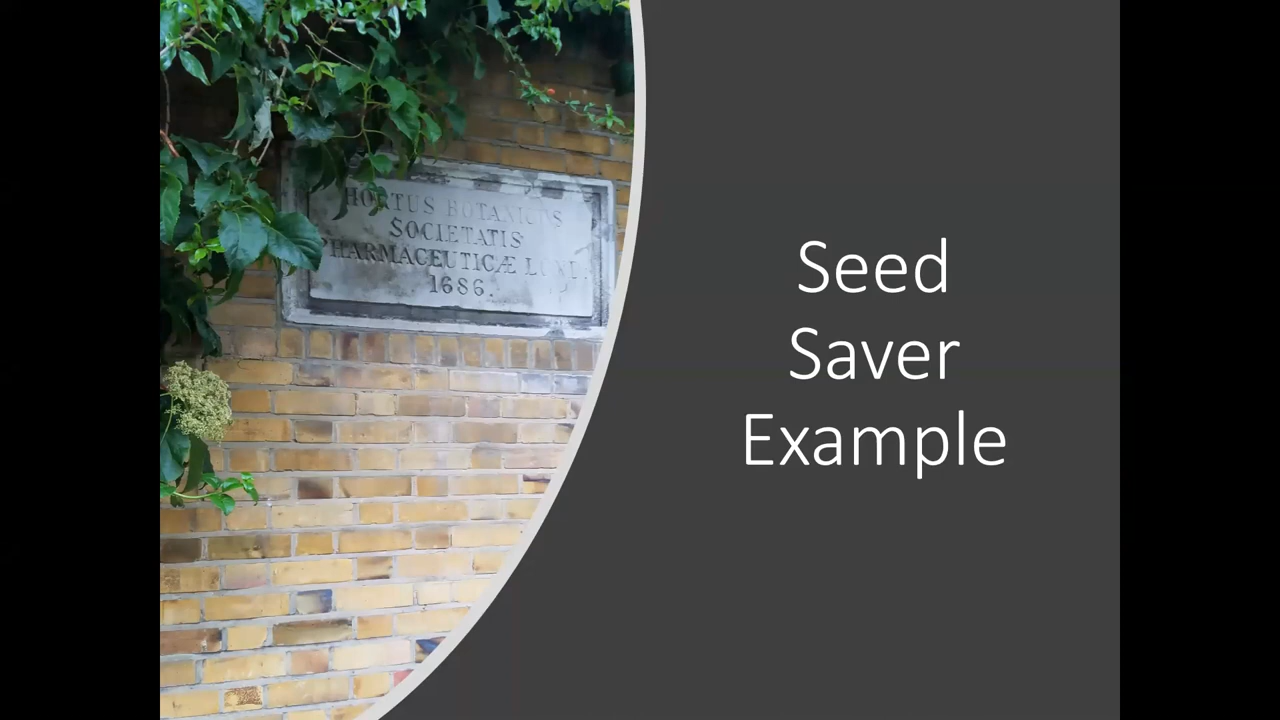 HORTUS BOTANICUS
SOCIETATIS
PHARMACEUTICÆ LOND.
1686.
Seed
Saver
Example